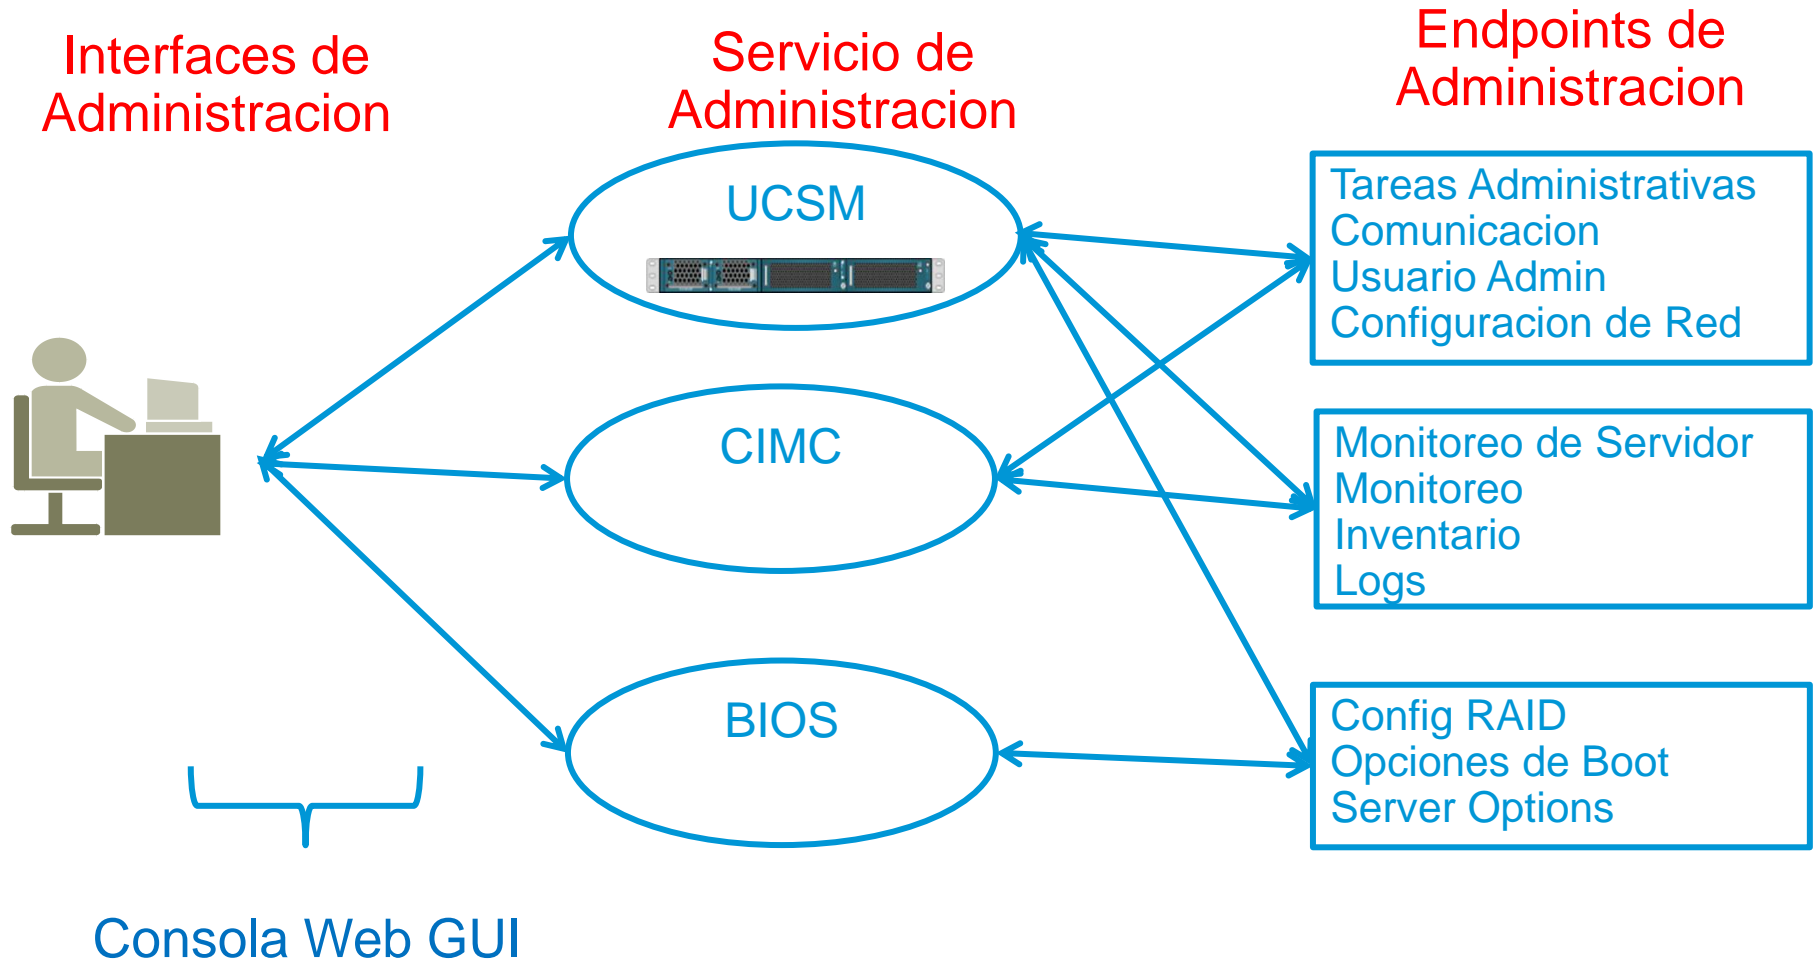 Interfaces de
Administracion
Servicio de
Administracion
Endpoints de
Administracion
UCSM
CIMC
BIOS
Tareas Administrativas
Comunicacion
Usuario Admin
Configuracion de Red
Monitoreo de Servidor
Monitoreo
Inventario
Logs
Config RAID
Opciones de Boot
Server Options
Consola Web GUI